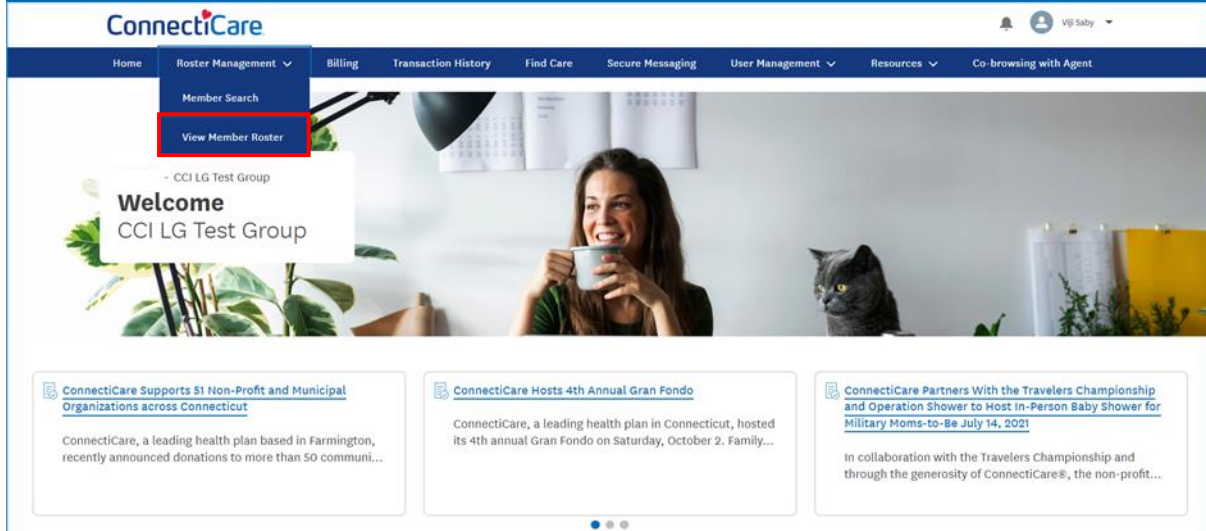 ConnectiCare
Viji Saby
Home Roster Management Billing Transaction History Find Care Secure Messaging User Management Resources Co-browsing with Agent
Member Search
View Member Roster
- CCI LG Test Group
Welcome
CCI LG Test Group
ConnectiCare Supports 51 Non-Profit and Municipal
Organizations across Connecticut
ConnectiCare, a leading health plan based in Farmington,
recently announced donations to more than 50 communi...
ConnectiCare Hosts 4th Annual Gran Fondo
ConnectiCare, a leading health plan in Connecticut, hosted
its 4th annual Gran Fondo on Saturday, October 2. Family...
ConnectiCare Partners With the Travelers Championship
and Operation Shower to Host In-Person Baby Shower for
Military Moms-to-Be July 14, 2021
In collaboration with the Travelers Championship and
through the generosity of ConnectiCare®, the non-profit...